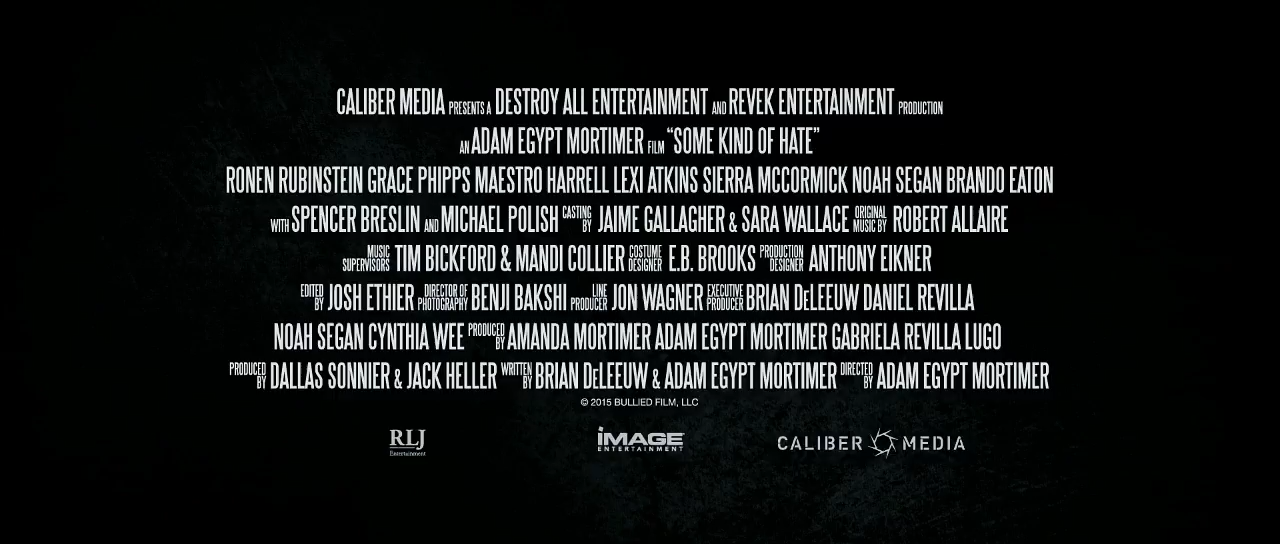 CALIBER MEDIA PRESENTS A DESTROY ALL ENTERTAINMENT AND REVEK ENTERTAINMENT PRODUCTION
AN ADAM EGYPT MORTIMER FILM “SOME KIND OF HATE”
RONEN RUBINSTEIN GRACE PHIPPS MAESTRO HARRELL LEXI ATKINS SIERRA MCCORMICK NOAH SEGAN BRANDO EATON
WITH SPENCER BRESLIN AND MICHAEL POLISH CASTING BY JAIME GALLAGHER & SARA WALLACE ORIGINAL MUSIC BY ROBERT ALLAIRE
MUSIC SUPERVISORS TIM BICKFORD & MANDI COLLIER COSTUME DESIGNER E.B. BROOKS PRODUCTION DESIGNER ANTHONY EIKNER
EDITED BY JOSH ETHIER DIRECTOR OF PHOTOGRAPHY BENJI BAKSHI LINE PRODUCER JON WAGNER EXECUTIVE PRODUCER BRIAN DeLEEUW DANIEL REVILLA
NOAH SEGAN CYNTHIA WEE PRODUCED BY AMANDA MORTIMER ADAM EGYPT MORTIMER GABRIELA REVILLA LUGO
PRODUCED BY DALLAS SONNIER & JACK HELLER WRITTEN BY BRIAN DeLEEUW & ADAM EGYPT MORTIMER DIRECTED BY ADAM EGYPT MORTIMER
© 2015 BULLIED FILM, LLC
RLJ Entertainment
iMAGE ENTERTAINMENT
CALIBER MEDIA